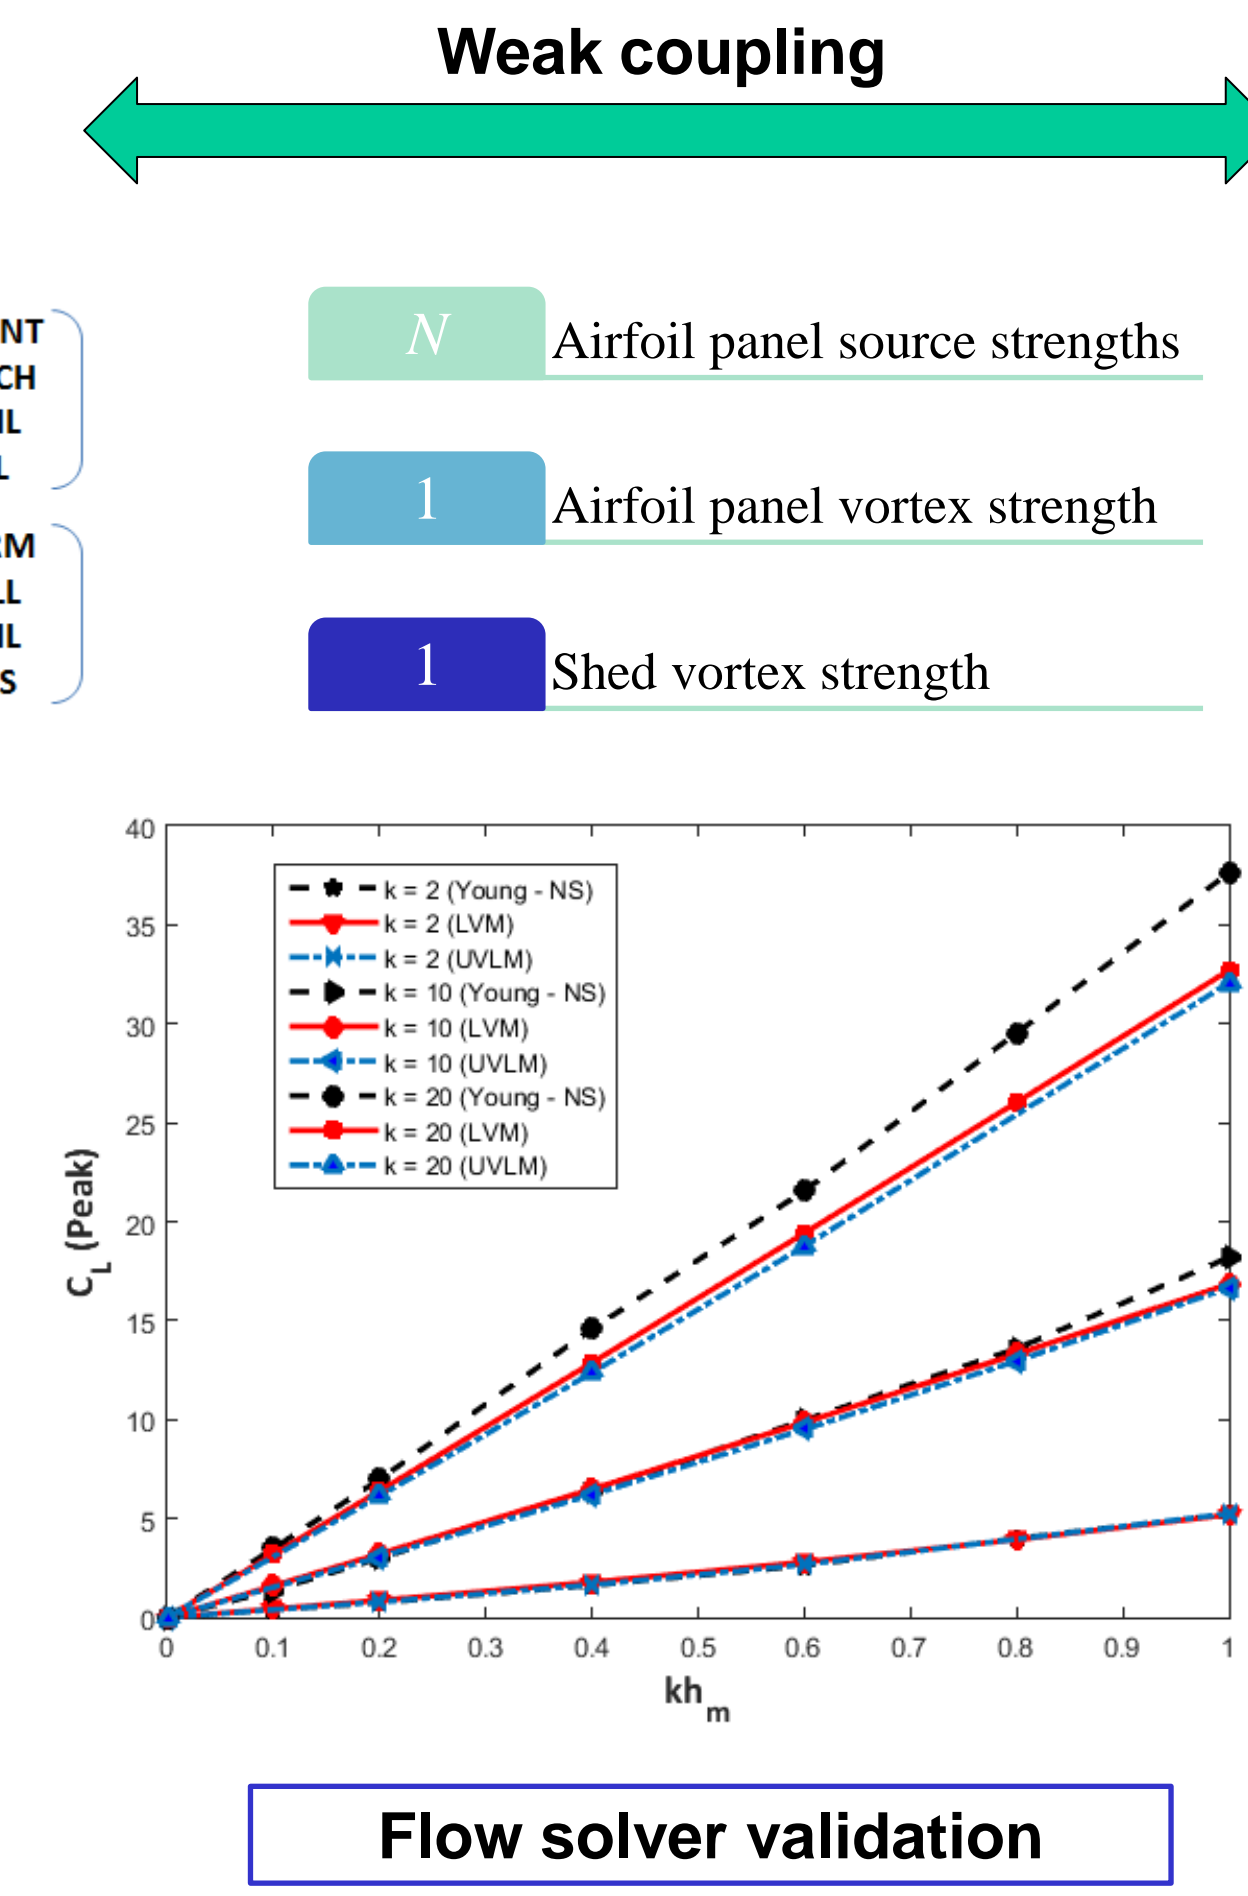 Weak coupling
NT
CH
IL
L
RM
LL
IL
S
N
Airfoil panel source strengths
1
Airfoil panel vortex strength
1
Shed vortex strength
40
35
30
25
20
15
10
5
0
C_L (Peak)
k = 2 (Young - NS)
k = 2 (LVM)
k = 2 (UVLM)
k = 10 (Young - NS)
k = 10 (LVM)
k = 10 (UVLM)
k = 20 (Young - NS)
k = 20 (LVM)
k = 20 (UVLM)
0 0.1 0.2 0.3 0.4 0.5 0.6 0.7 0.8 0.9 1
kh_m
Flow solver validation